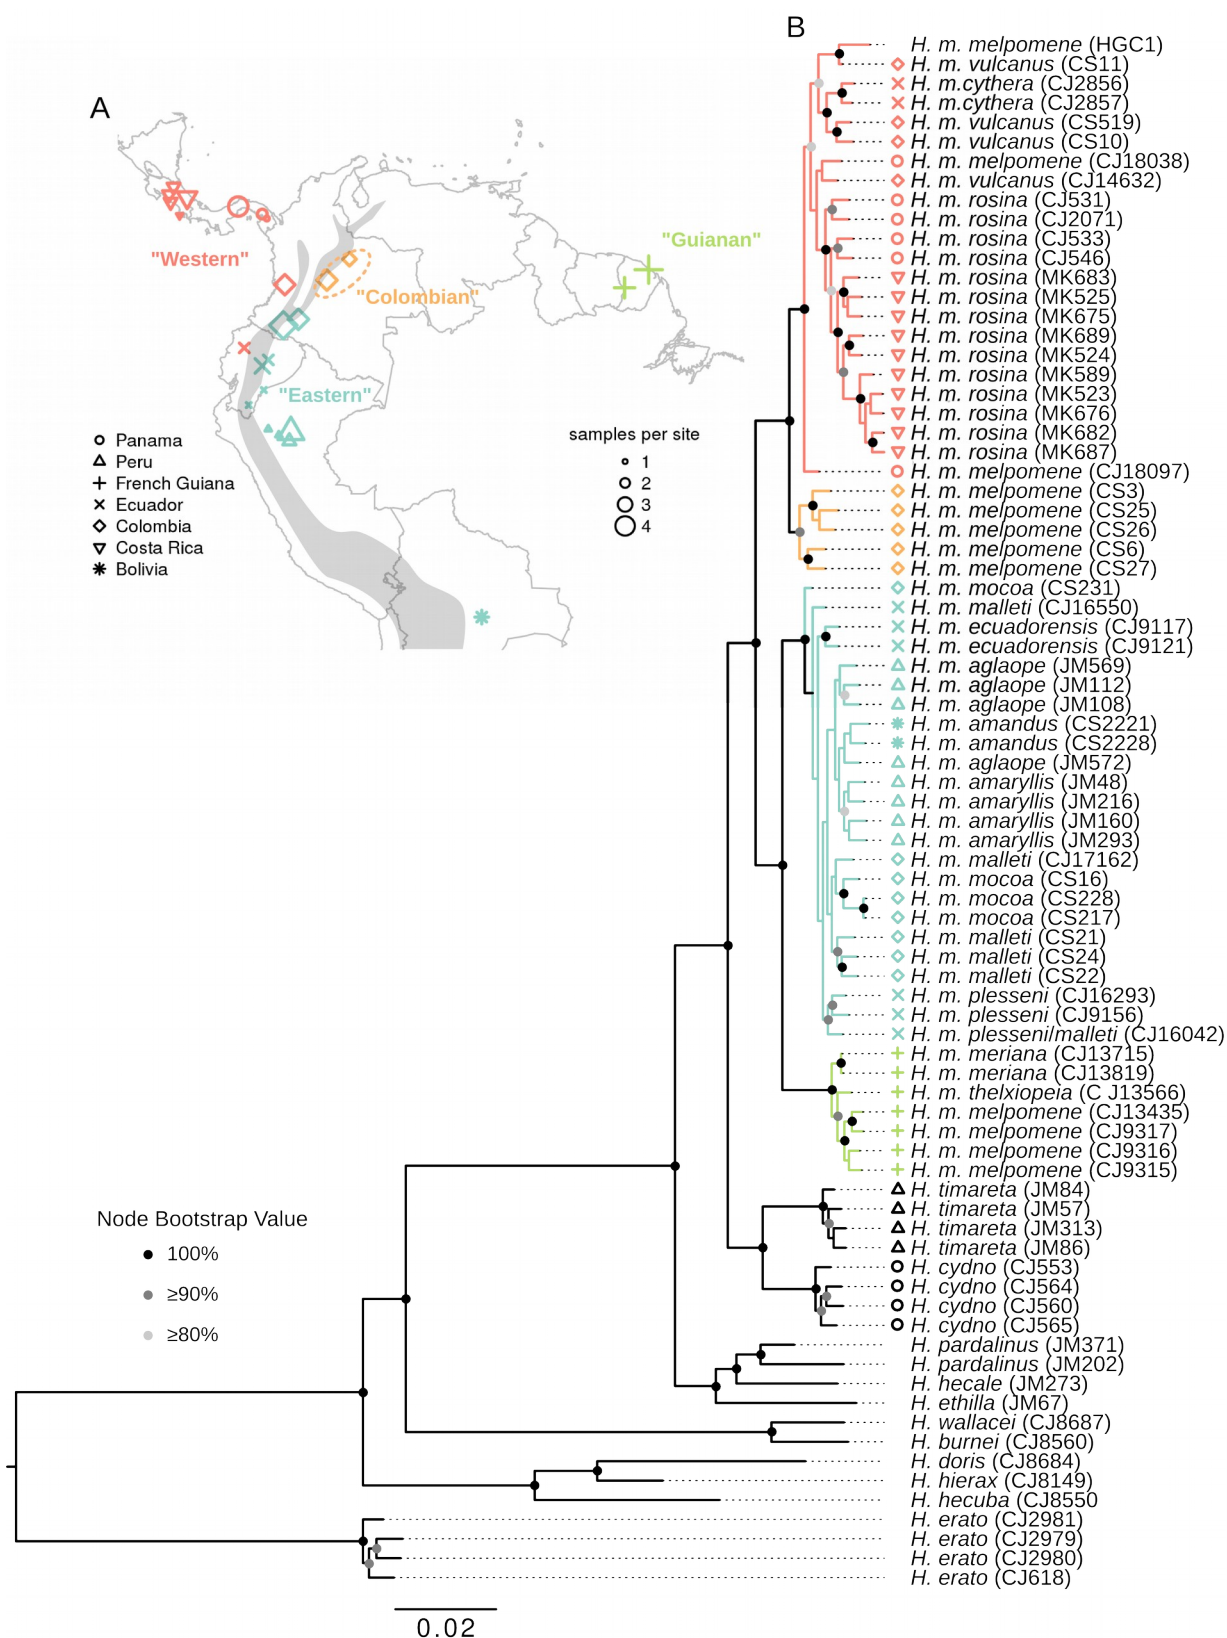 A
"Western"
"Guianan"
"Colombian"
"Eastern"
Panama
Peru
French Guiana
Ecuador
Colombia
Costa Rica
Bolivia
samples per site
1
2
3
4
B
H. m. melpomene (HGC1)
H. m. vulcanus (CS11)
H. m.cythera (CJ2856)
H. m.cythera (CJ2857)
H. m. vulcanus (CS519)
H. m. vulcanus (CS10)
H. m. melpomene (CJ18038)
H. m. vulcanus (CJ14632)
H. m. rosina (CJ531)
H. m. rosina (CJ2071)
H. m. rosina (CJ533)
H. m. rosina (CJ546)
H. m. rosina (MK683)
H. m. rosina (MK525)
H. m. rosina (MK675)
H. m. rosina (MK689)
H. m. rosina (MK524)
H. m. rosina (MK589)
H. m. rosina (MK523)
H. m. rosina (MK676)
H. m. rosina (MK682)
H. m. rosina (MK687)
H. m. melpomene (CJ18097)
H. m. melpomene (CS3)
H. m. melpomene (CS25)
H. m. melpomene (CS26)
H. m. melpomene (CS6)
H. m. melpomene (CS27)
H. m. mocoa (CS231)
H. m. malleti (CJ16550)
H. m. ecuadorensis (CJ9117)
H. m. ecuadorensis (CJ9121)
H. m. aglaope (JM569)
H. m. aglaope (JM112)
H. m. aglaope (JM108)
H. m. amandus (CS2221)
H. m. amandus (CS2228)
H. m. aglaope (JM572)
H. m. amaryllis (JM48)
H. m. amaryllis (JM216)
H. m. amaryllis (JM160)
H. m. amaryllis (JM293)
H. m. malleti (CJ17162)
H. m. mocoa (CS16)
H. m. mocoa (CS228)
H. m. mocoa (CS217)
H. m. malleti (CS21)
H. m. malleti (CS24)
H. m. malleti (CS22)
H. m. plesseni (CJ16293)
H. m. plesseni (CJ9156)
H. m. plesseni/malleti (CJ16042)
H. m. meriana (CJ13715)
H. m. meriana (CJ13819)
H. m. thelxiopeia (C J13566)
H. m. melpomene (CJ13435)
H. m. melpomene (CJ9317)
H. m. melpomene (CJ9316)
H. m. melpomene (CJ9315)
H. timareta (JM84)
H. timareta (JM57)
H. timareta (JM313)
H. timareta (JM86)
H. cydno (CJ553)
H. cydno (CJ564)
H. cydno (CJ560)
H. cydno (CJ565)
H. pardalinus (JM371)
H. pardalinus (JM202)
H. hecale (JM273)
H. ethilla (JM67)
H. wallacei (CJ8687)
H. burnei (CJ8560)
H. doris (CJ8684)
H. hierax (CJ8149)
H. hecuba (CJ8550
H. erato (CJ2981)
H. erato (CJ2979)
H. erato (CJ2980)
H. erato (CJ618)
Node Bootstrap Value
100%
≥90%
≥80%
0.02